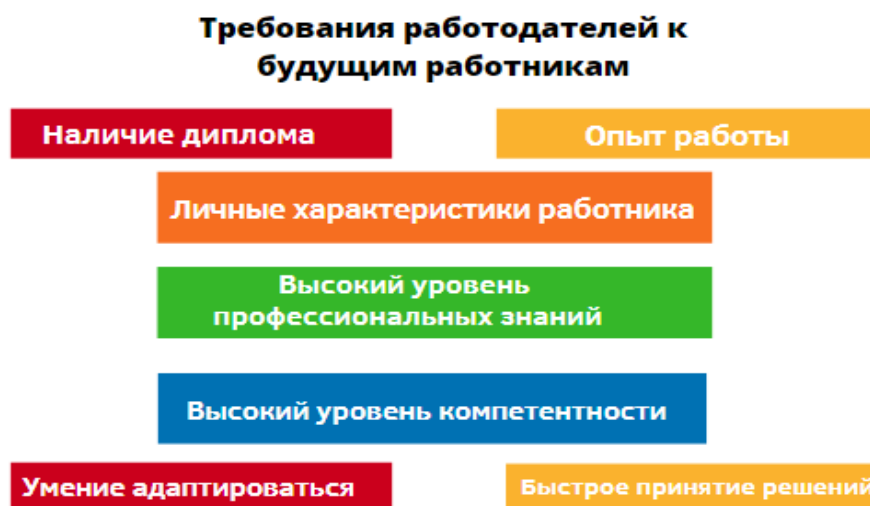 Требования работодателей к
будущим работникам
Наличие диплома
Опыт работы
Личные характеристики работника
Высокий уровень
профессиональных знаний
Высокий уровень компетентности
Умение адаптироваться
Быстрое принятие решений